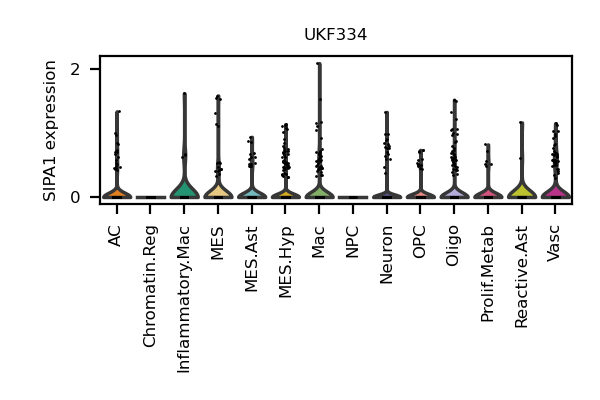 UKF334
SIPA1 expression
2
0
AC
Chromatin.Reg
Inflammatory.Mac
MES
MES.Ast
MES.Hyp
Mac
NPC
Neuron
OPC
Oligo
Prolif.Metab
Reactive.Ast
Vasc